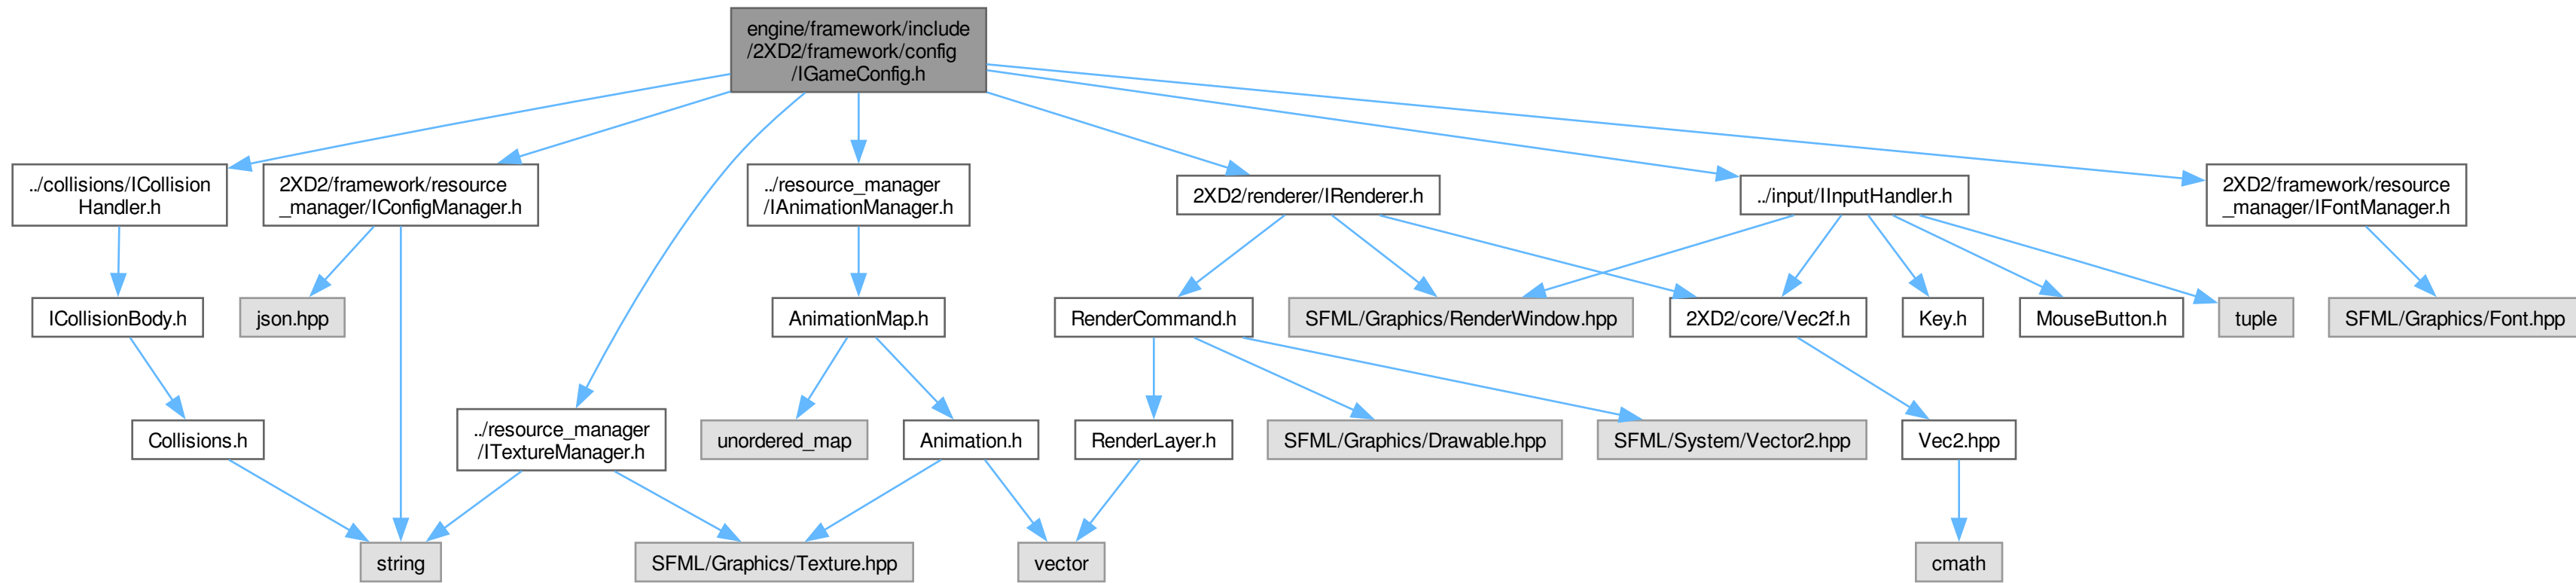 engine/framework/include
/2XD2/framework/config
/IGameConfig.h
../collisions/ICollision
Handler.h
2XD2/framework/resource
_manager/IConfigManager.h
../resource_manager
/IAnimationManager.h
2XD2/renderer/IRenderer.h
../input/IInputHandler.h
2XD2/framework/resource
_manager/IFontManager.h
ICollisionBody.h
json.hpp
AnimationMap.h
RenderCommand.h
SFML/Graphics/RenderWindow.hpp
2XD2/core/Vec2f.h
Key.h
MouseButton.h
tuple
SFML/Graphics/Font.hpp
Collisions.h
../resource_manager
/ITextureManager.h
unordered_map
Animation.h
RenderLayer.h
SFML/Graphics/Drawable.hpp
SFML/System/Vector2.hpp
Vec2.hpp
string
SFML/Graphics/Texture.hpp
vector
cmath